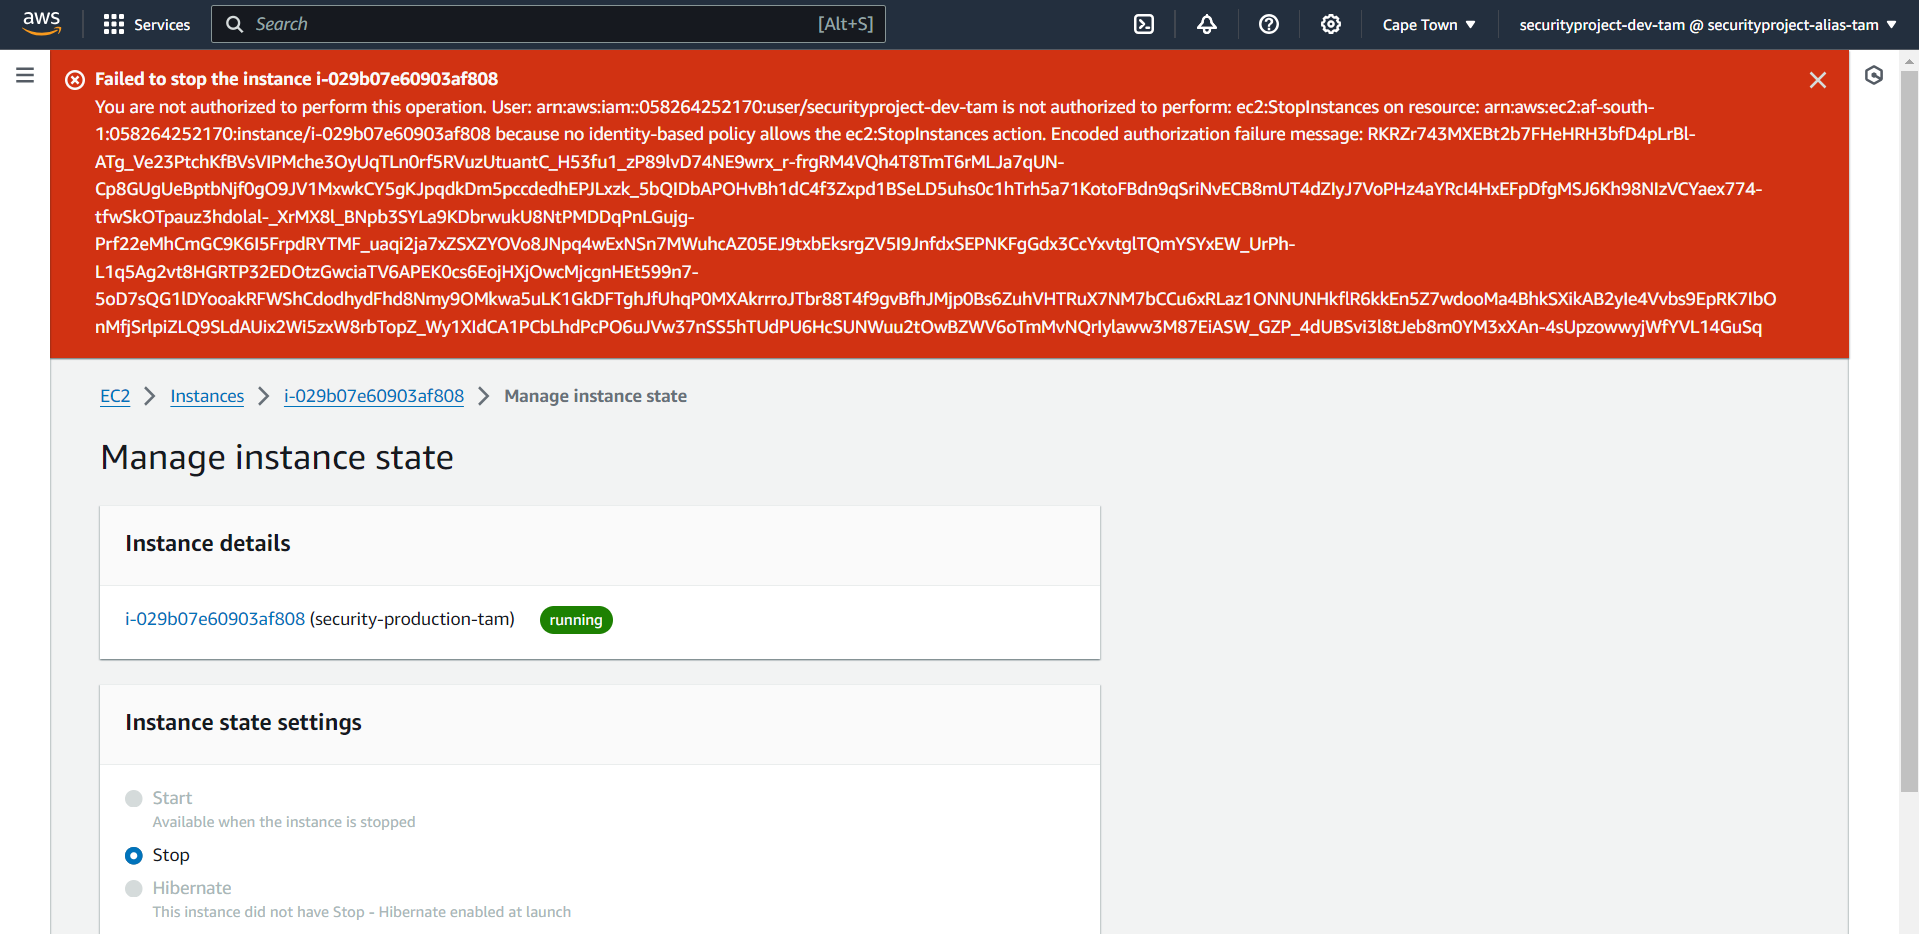 aws
Services
Search
[Alt+S]
Cape Town
securityproject-dev-tam @ securityproject-alias-tam
Failed to stop the instance i-029b07e60903af808
You are not authorized to perform this operation. User: arn:aws:iam::058264252170:user/securityproject-dev-tam is not authorized to perform: ec2:StopInstances on resource: arn:aws:ec2:af-south-
1:058264252170:instance/i-029b07e60903af808 because no identity-based policy allows the ec2:StopInstances action. Encoded authorization failure message: RKRZr743MXEBt2b7FHeHRH3bfD4pLrBl-
ATg_Ve23PtchKfBVsVIPMche3OyUqTLn0rf5RVuzUtuantC_H53fu1_zP89lvD74NE9wrx_r-frgRM4VQh4T8TmT6rMLJa7qUN-
Cp8GUgUeBptbNjf0gO9JV1MxwkCY5gKJpqdkDm5pccdedhEPJLxzk_5bQIDbAPOHvBh1dC4f3Zxpd1BSeLD5uhs0c1hTrh5a71KotoFBdn9qSriNvECB8mUT4dZIyJ7VoPHz4aYRcI4HxEFpDfgMSJ6Kh98NIzVCYaex774-
tfwSkOTpauz3hdolal-_XrMX8l_BNpb3SYLa9KDbrwukU8NtPMDDqPnLGujg-
Prf22eMhCmGC9K6I5FrpdRYTMF_uaqi2ja7xZSXZYOVo8JNpq4wExNSn7MWuhcAZ05EJ9txbEksrgZV5I9JnfdxSEPNKFgGdx3CcYxvtglTQmYSYxEW_UrPh-
L1q5Ag2vt8HGRTP32EDOtzGwciaTV6APEK0cs6EojHXjOwcMjcgnHEt599n7-
5oD7sQG1lDYooakRFWShCdodhydFhd8Nmy9OMkwa5uLK1GkDFTghJfUhqP0MXAkrrroJTbr88T4f9gvBfhJMjp0Bs6ZuhVHTRuX7NM7bCCu6xRLaz1ONNUNHkflR6kkEn5Z7wdooMa4BhkSXikAB2yIe4Vvbs9EpRK7IbO
nMfjSrlpiZLQ9SLdAUix2Wi5zxW8rbTopZ_Wy1XIdCA1PCbLhdPcPO6uJVw37nSS5hTUdPU6HcSUNWuu2tOwBZWV6oTmMvNQrIylaww3M87EiASW_GZP_4dUBSvi3l8tJeb8m0YM3xXAn-4sUpzowwyjWfYVL14GuSq
EC2
Instances
i-029b07e60903af808
Manage instance state
Manage instance state
Instance details
i-029b07e60903af808 (security-production-tam)
running
Instance state settings
Start
Available when the instance is stopped
Stop
Hibernate
This instance did not have Stop - Hibernate enabled at launch